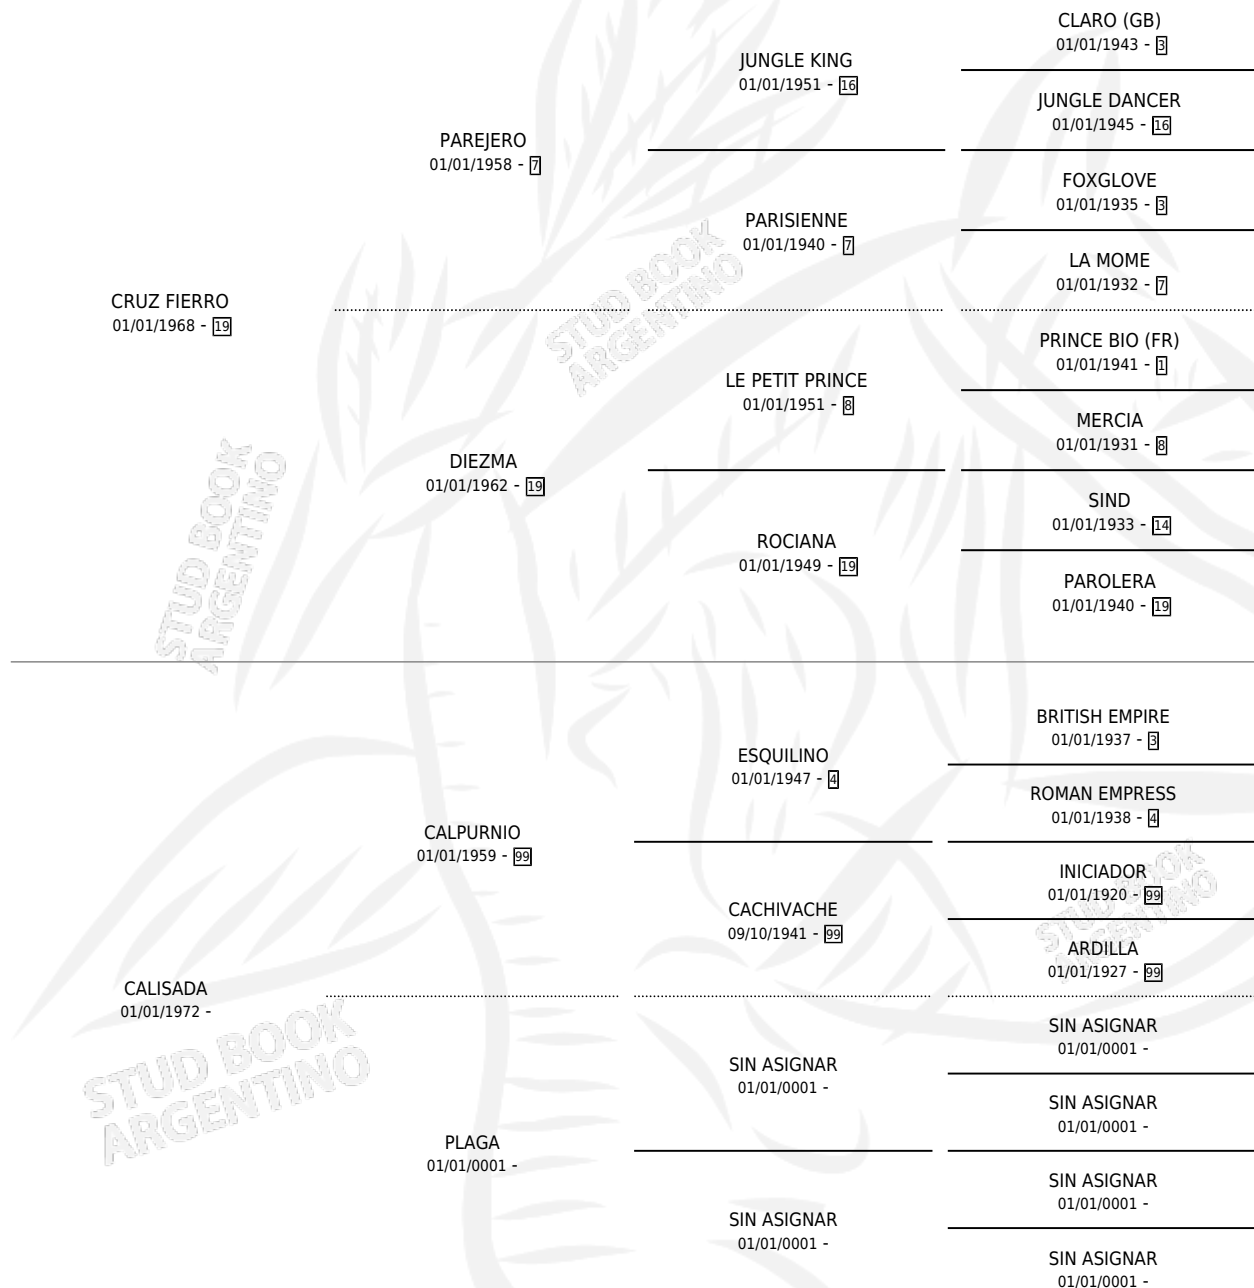 CLARO (GB)
01/01/1943 - 3
JUNGLE KING
01/01/1951 - 16
JUNGLE DANCER
01/01/1945 - 16
PAREJERO
01/01/1958 - 7
FOXGLOVE
01/01/1935 - 3
PARISIENNE
01/01/1940 - 7
LA MOME
01/01/1932 - 7
CRUZ FIERRO
01/01/1968 - 19
PRINCE BIO (FR)
01/01/1941 - 1
LE PETIT PRINCE
01/01/1951 - 8
MERCIA
01/01/1931 - 8
DIEZMA
01/01/1962 - 19
SIND
01/01/1933 - 14
ROCIANA
01/01/1949 - 19
PAROLERA
01/01/1940 - 19
BRITISH EMPIRE
01/01/1937 - 3
ESQUILINO
01/01/1947 - 4
ROMAN EMPRESS
01/01/1938 - 4
CALPURNIO
01/01/1959 - 99
INICIADOR
01/01/1920 - 99
CACHIVACHE
09/10/1941 - 99
ARDILLA
01/01/1927 - 99
CALISADA
01/01/1972 -
SIN ASIGNAR
01/01/0001 -
SIN ASIGNAR
01/01/0001 -
SIN ASIGNAR
01/01/0001 -
PLAGA
01/01/0001 -
SIN ASIGNAR
01/01/0001 -
SIN ASIGNAR
01/01/0001 -
SIN ASIGNAR
01/01/0001 -
STUD BOOK
ARGENTINO
STUD BOOK
ARGENTINO
STUD BOOK
ARGENTINO
STUD BOOK
ARGENTINO